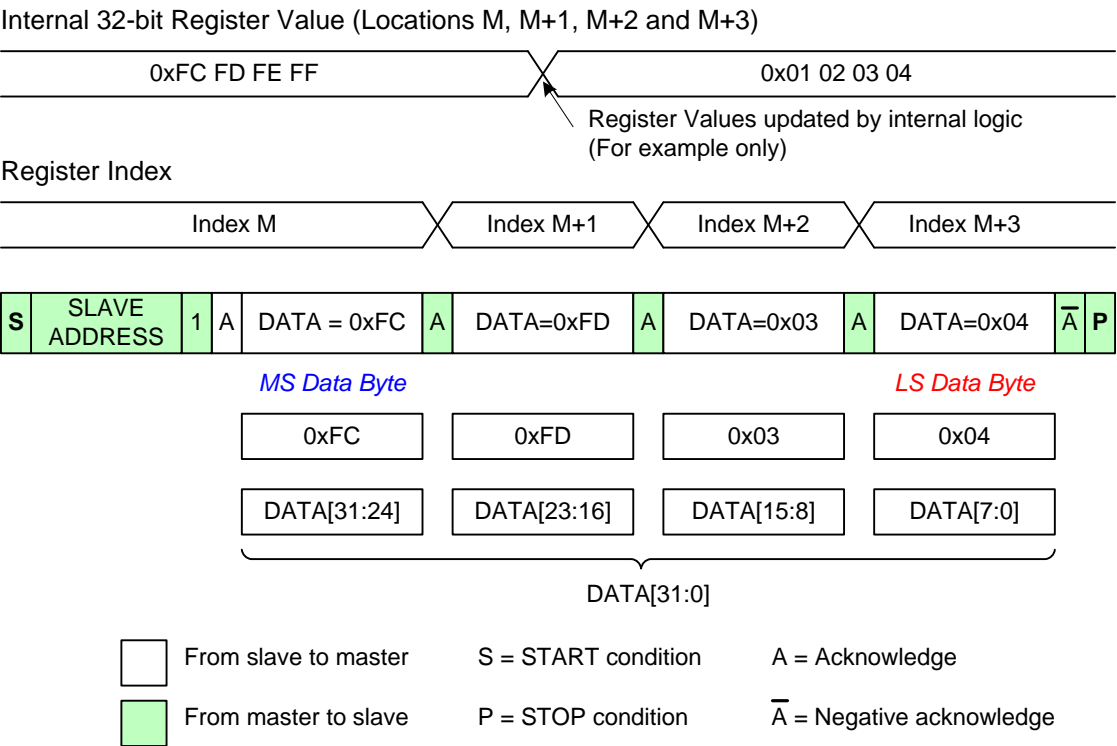 Internal 32-bit Register Value (Locations M, M+1, M+2 and M+3)
0xFC FD FE FF
0x01 02 03 04
Register Values updated by internal logic
(For example only)
Register Index
Index M
Index M+1
Index M+2
Index M+3
S
SLAVE
ADDRESS
1
A
DATA = 0xFC
A
DATA=0xFD
A
DATA=0x03
A
DATA=0x04
A̅
P
MS Data Byte
LS Data Byte
0xFC
0xFD
0x03
0x04
DATA[31:24]
DATA[23:16]
DATA[15:8]
DATA[7:0]
DATA[31:0]
From slave to master
S = START condition
A = Acknowledge
From master to slave
P = STOP condition
A̅ = Negative acknowledge